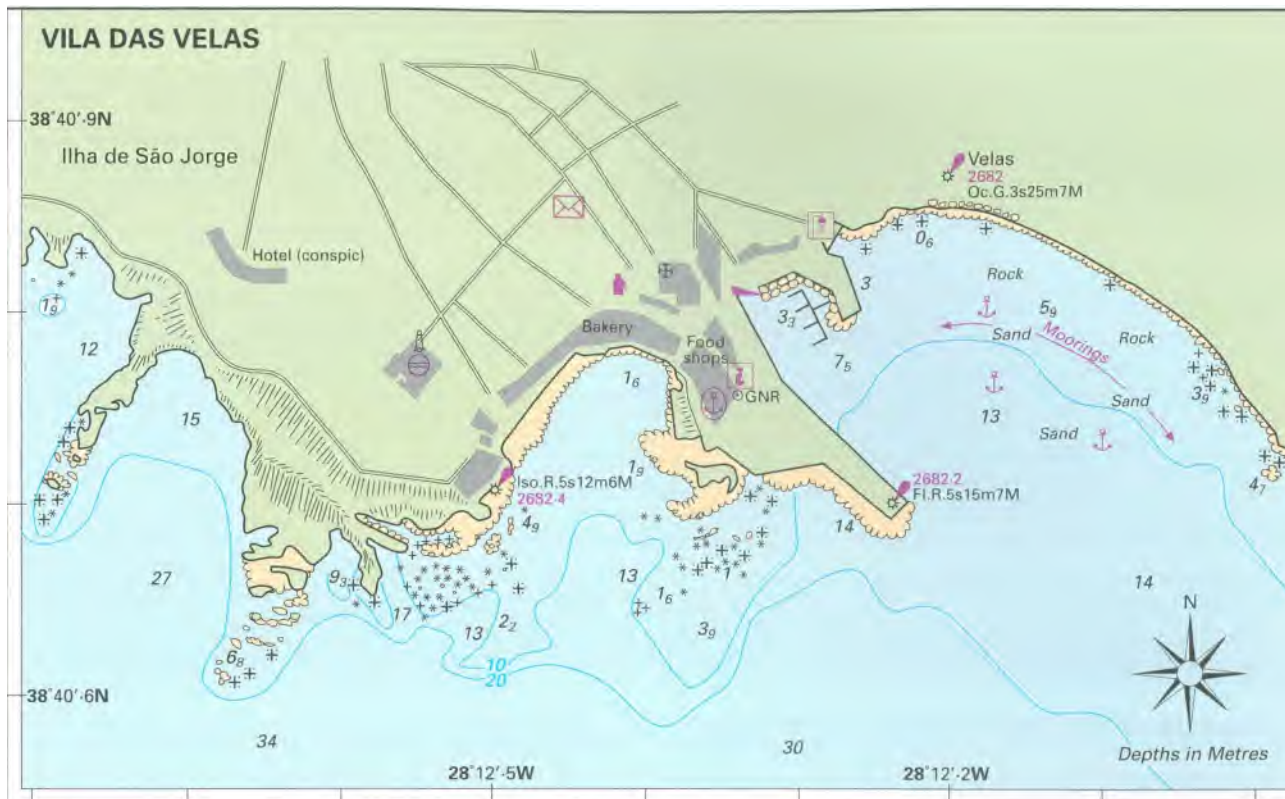 VILA DAS VELAS
38°40'·9N
Ilha de São Jorge
Velas
2682
Oc.G.3s25m7M
Hotel (conspic)
0₆
3
Rock
1₉
5₉
12
Bakery
3₃
Moorings
Rock
Sand
Food
shops
7₅
1₆
GNR
15
13
Sand
3₉
Sand
1₉
Iso.R.5s12m6M
2682·4
2682·2
Fl.R.5s15m7M
4₇
4₉
14
27
9₃
13
1
14
17
1₆
N
13
2₂
3₉
6₈
10
20
38°40'·6N
34
30
Depths in Metres
28°12'·5W
28°12'·2W